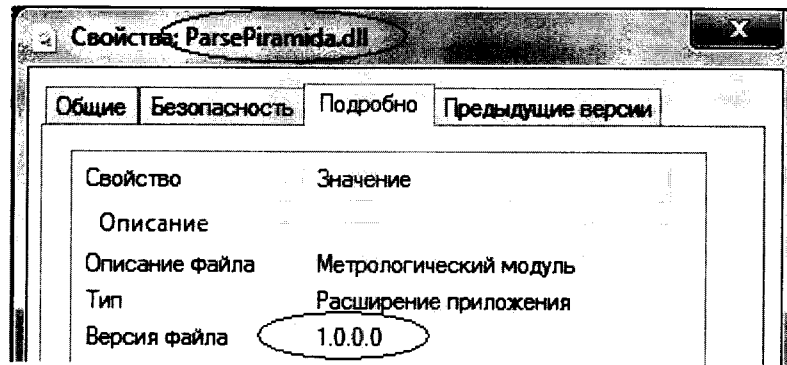 Свойства: ParsePiramida.dll
X
Общие Безопасность Подробно Предыдущие версии
Свойство Значение
Описание
Описание файла Метрологический модуль
Тип Расширение приложения
Версия файла 1.0.0.0